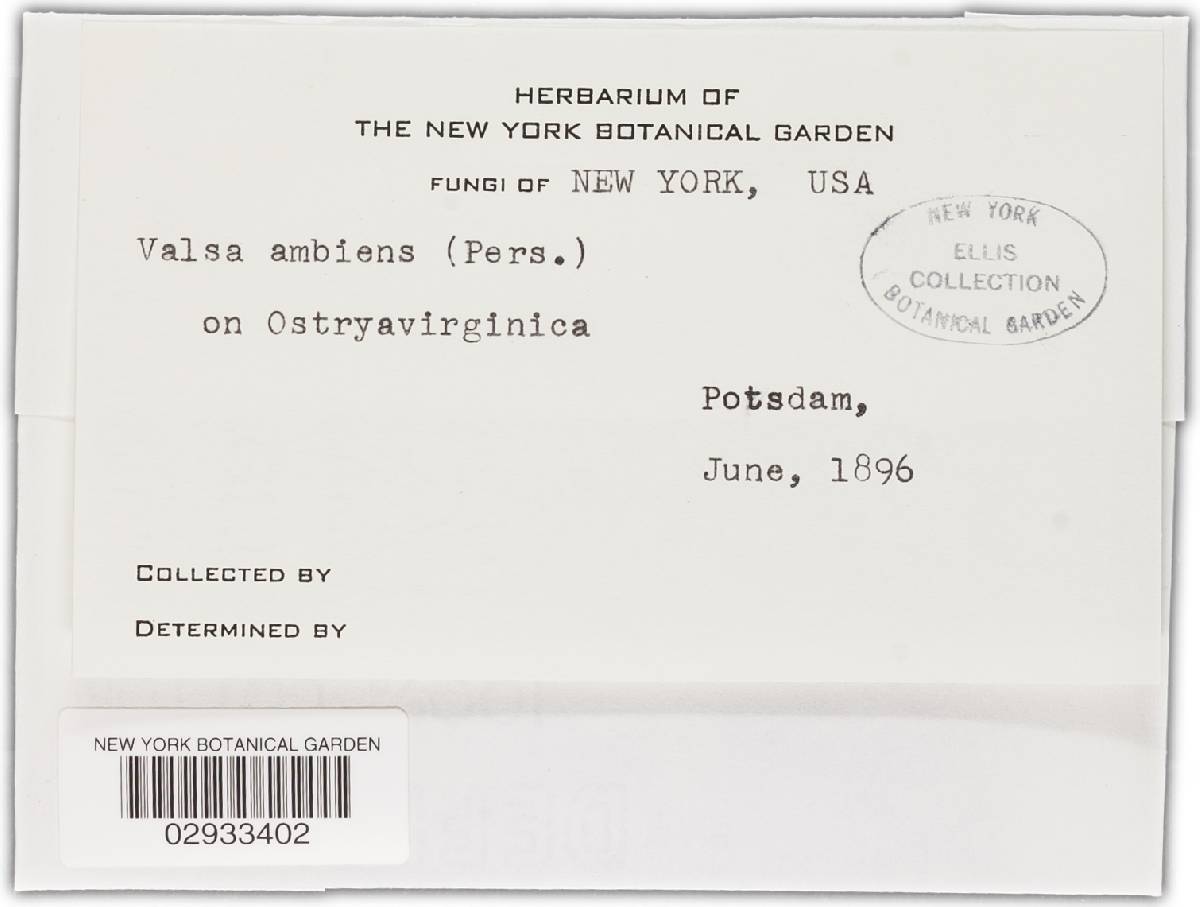 HERBARIUM OF
THE NEW YORK BOTANICAL GARDEN
FUNGI OF NEW YORK, USA
Valsa ambiens (Pers.)
on Ostryavirginica
NEW YORK
ELLIS
COLLECTION
BOTANICAL GARDEN
Potsdam,
June, 1896
COLLECTED BY
DETERMINED BY
NEW YORK BOTANICAL GARDEN
02933402